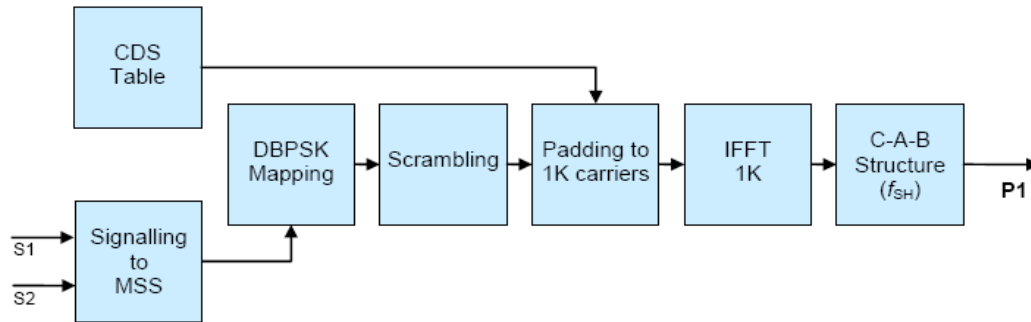 CDS
Table
DBPSK
Mapping
Scrambling
Padding to
1K carriers
IFFT
1K
C-A-B
Structure
(fSH)
P1
S1
S2
Signalling
to
MSS